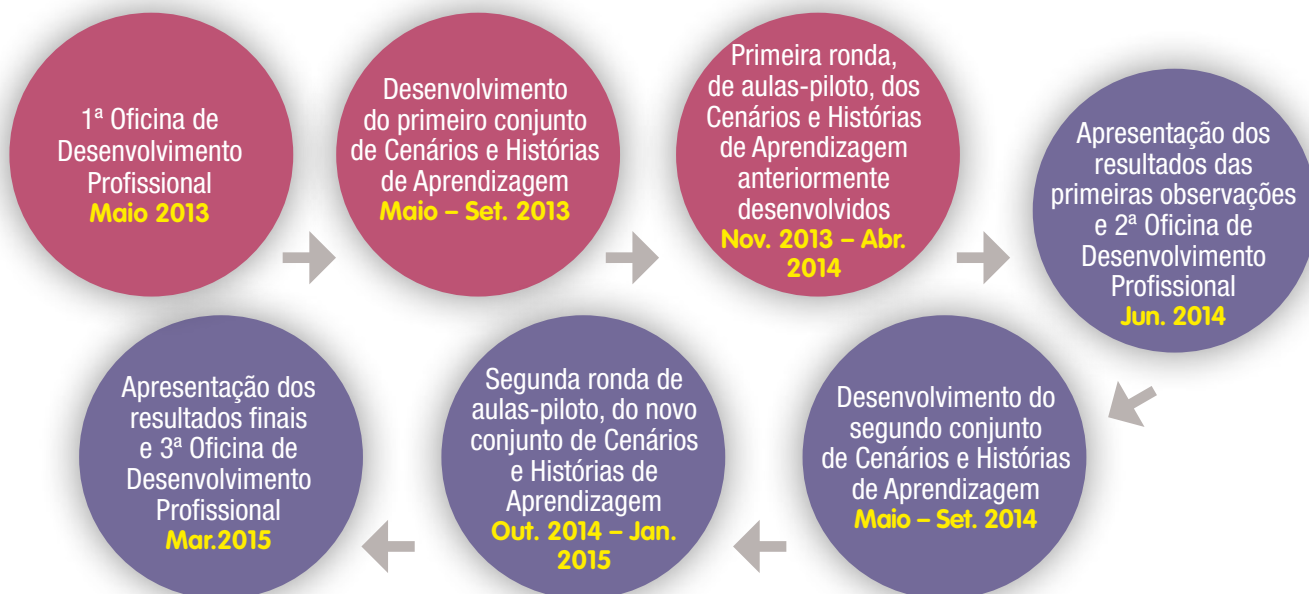 1ª Oficina de
Desenvolvimento
Profissional
Maio 2013
Desenvolvimento
do primeiro conjunto
de Cenários e Histórias
de Aprendizagem
Maio – Set. 2013
Primeira ronda,
de aulas-piloto, dos
Cenários e Histórias
de Aprendizagem
anteriormente
desenvolvidos
Nov. 2013 – Abr.
2014
Apresentação dos
resultados das
primeiras observações
e 2ª Oficina de
Desenvolvimento
Profissional
Jun. 2014
Desenvolvimento do
segundo conjunto
de Cenários e Histórias
de Aprendizagem
Maio – Set. 2014
Segunda ronda de
aulas-piloto, do novo
conjunto de Cenários
e Histórias de
Aprendizagem
Out. 2014 – Jan.
2015
Apresentação dos
resultados finais
e 3ª Oficina de
Desenvolvimento
Profissional
Mar.2015